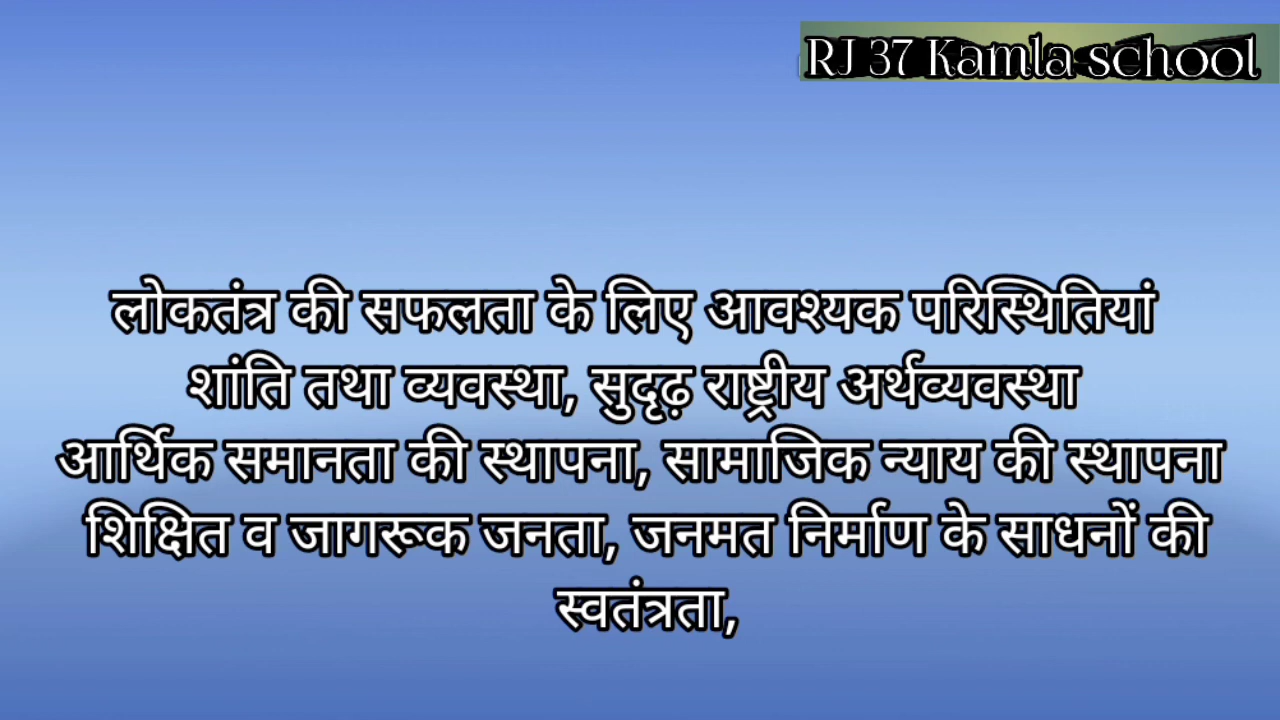 RJ 37 Kamla school
लोकतंत्र की सफलता के लिए आवश्यक परिस्थितियां
शांति तथा व्यवस्था, सुदृढ़ राष्ट्रीय अर्थव्यवस्था
आर्थिक समानता की स्थापना, सामाजिक न्याय की स्थापना
शिक्षित व जागरूक जनता, जनमत निर्माण के साधनों की
स्वतंत्रता,